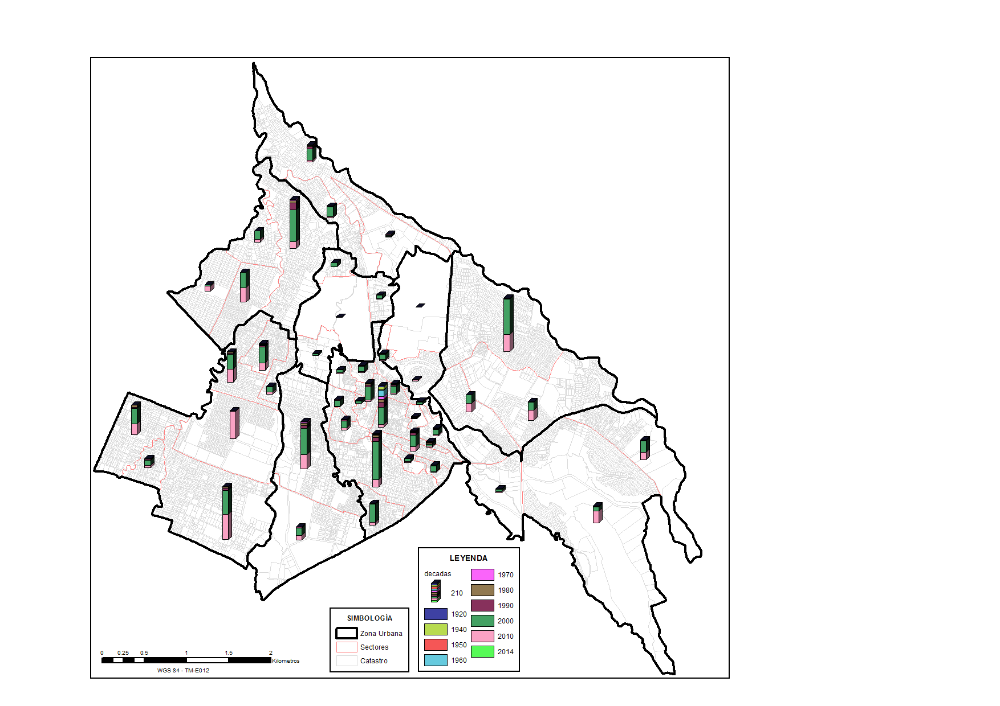 LEYENDA
decadas
210
1920
1940
1950
1960
1970
1980
1990
2000
2010
2014
SIMBOLOGÍA
Zona Urbana
Sectores
Catastro
0 0.25 0.5 1 1.5 2
Kilometros
WGS 84 - TM-E012